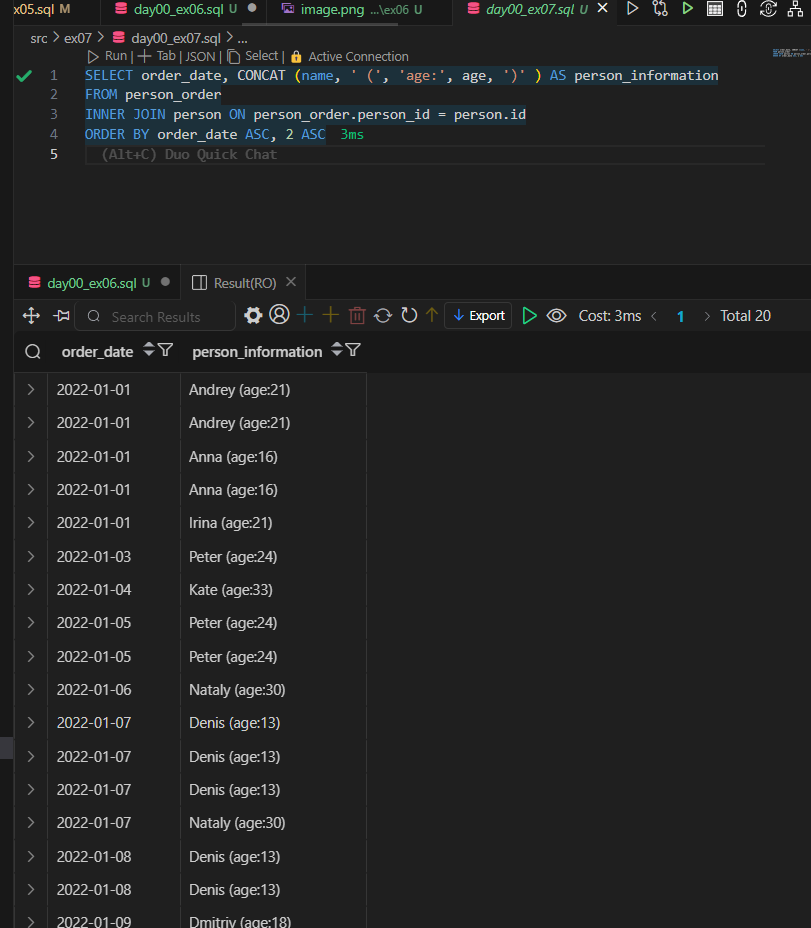 x05.sql M day00_ex06.sql U image.png ...\ex06 U day00_ex07.sql U
src > ex07 > day00_ex07.sql > ...
Run | Tab | JSON | Select | Active Connection
1 SELECT order_date, CONCAT (name, ' (', 'age:', age, ')' ) AS person_information
2 FROM person_order
3 INNER JOIN person ON person_order.person_id = person.id
4 ORDER BY order_date ASC, 2 ASC 3ms
5 (Alt+C) Duo Quick Chat
day00_ex06.sql U Result(RO)
Search Results Export Cost: 3ms < 1 > Total 20
order_date person_information
2022-01-01 Andrey (age:21)
2022-01-01 Andrey (age:21)
2022-01-01 Anna (age:16)
2022-01-01 Anna (age:16)
2022-01-01 Irina (age:21)
2022-01-03 Peter (age:24)
2022-01-04 Kate (age:33)
2022-01-05 Peter (age:24)
2022-01-05 Peter (age:24)
2022-01-06 Nataly (age:30)
2022-01-07 Denis (age:13)
2022-01-07 Denis (age:13)
2022-01-07 Denis (age:13)
2022-01-07 Nataly (age:30)
2022-01-08 Denis (age:13)
2022-01-08 Denis (age:13)
2022-01-09 Dmitriy (age:18)